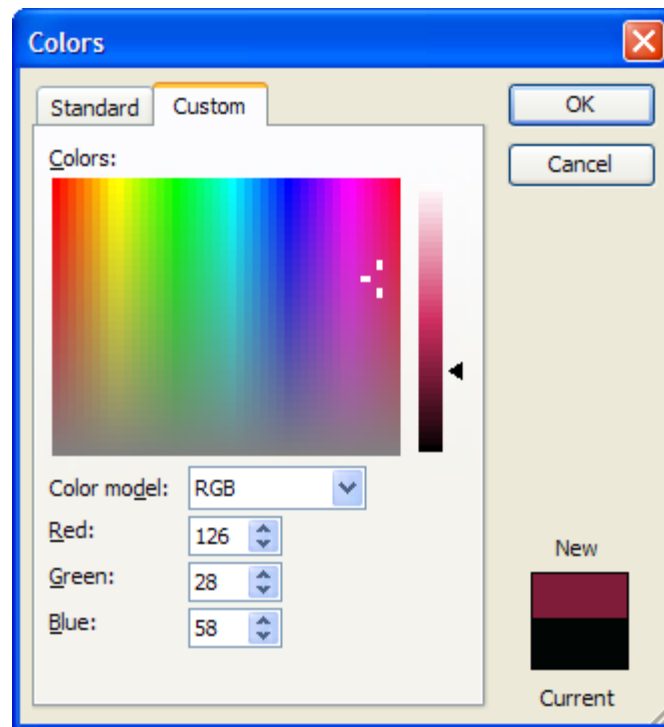 Colors
Standard Custom
OK
Cancel
Colors:
Color model: RGB
Red: 126
Green: 28
Blue: 58
New
Current